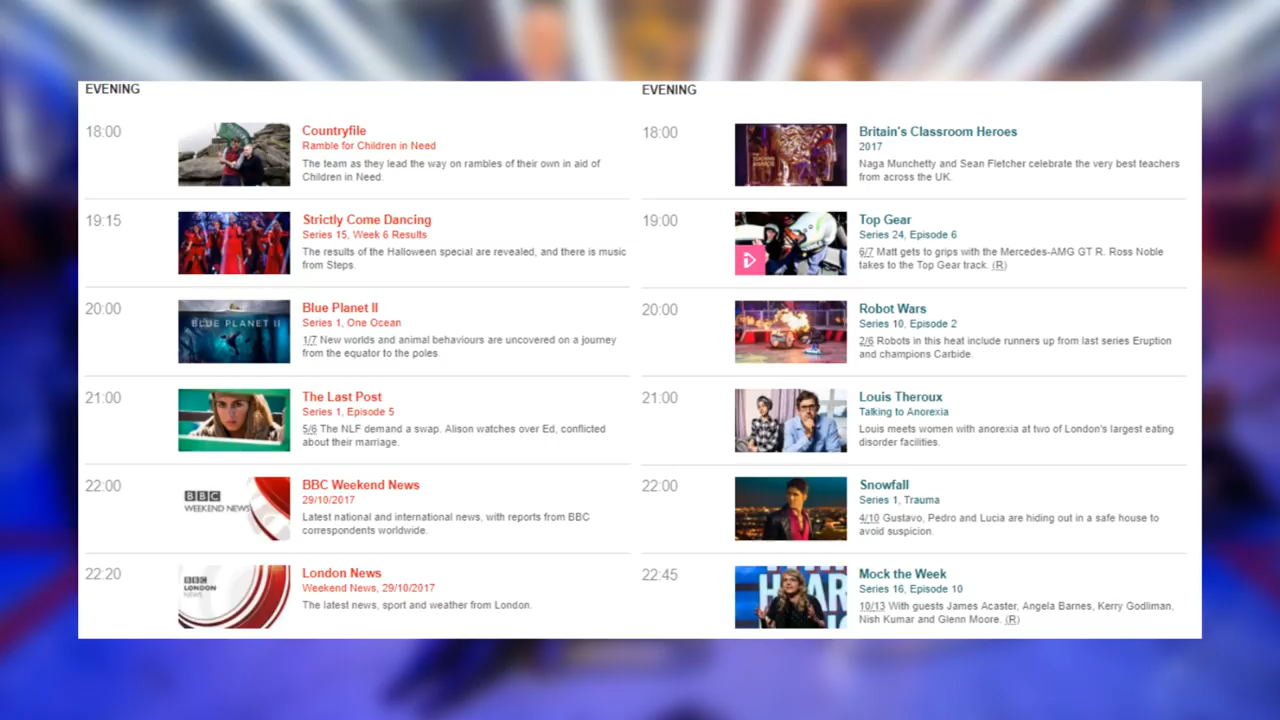 EVENING
18:00
Countryfile
Ramble for Children in Need
The team as they lead the way on rambles of their own in aid of
Children in Need.
19:15
Strictly Come Dancing
Series 15, Week 6 Results
The results of the Halloween special are revealed, and there is music
from Steps.
20:00
BLUE PLANET II
Blue Planet II
Series 1, One Ocean
1/7 New worlds and animal behaviours are uncovered on a journey
from the equator to the poles.
21:00
The Last Post
Series 1, Episode 5
5/6 The NLF demand a swap. Alison watches over Ed, conflicted
about their marriage.
22:00
BBC
WEEKEND NEWS
BBC Weekend News
29/10/2017
Latest national and international news, with reports from BBC
correspondents worldwide.
22:20
BBC
LONDON
NEWS
London News
Weekend News, 29/10/2017
The latest news, sport and weather from London.
EVENING
18:00
Britain's Classroom Heroes
2017
Naga Munchetty and Sean Fletcher celebrate the very best teachers
from across the UK.
19:00
Top Gear
Series 24, Episode 6
6/7 Matt gets to grips with the Mercedes-AMG GT R. Ross Noble
takes to the Top Gear track. (R)
20:00
Robot Wars
Series 10, Episode 2
2/6 Robots in this heat include runners up from last series Eruption
and champions Carbide.
21:00
Louis Theroux
Talking to Anorexia
Louis meets women with anorexia at two of London's largest eating
disorder facilities.
22:00
Snowfall
Series 1, Trauma
4/10 Gustavo, Pedro and Lucia are hiding out in a safe house to
avoid suspicion.
22:45
Mock the Week
Series 16, Episode 10
10/13 With guests James Acaster, Angela Barnes, Kerry Godliman,
Nish Kumar and Glenn Moore. (R)